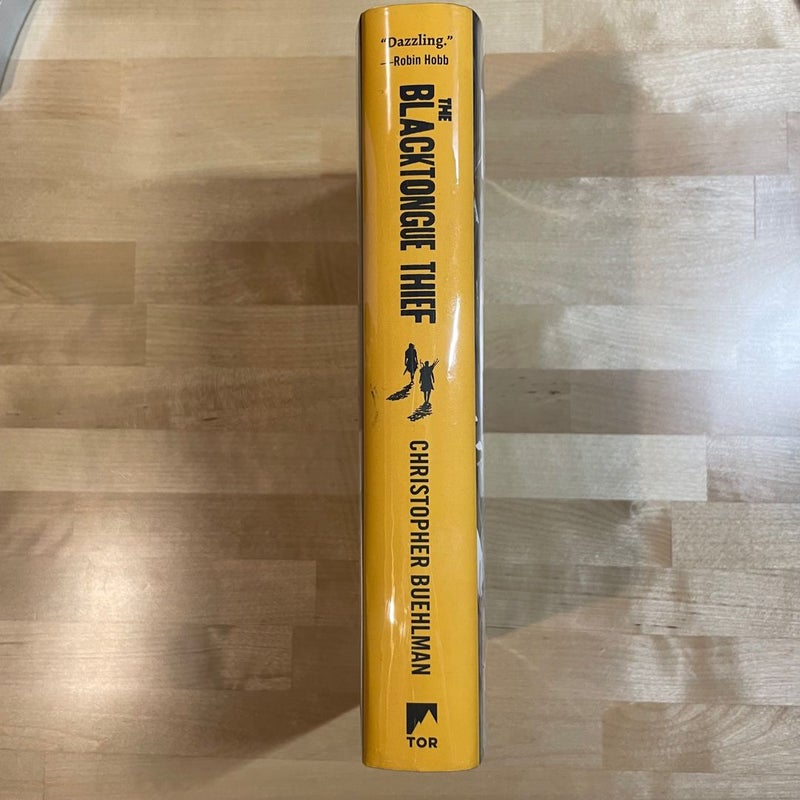 “Dazzling.”
—Robin Hobb
THE
BLACKTONGUE THIEF
CHRISTOPHER BUEHLMAN
TOR